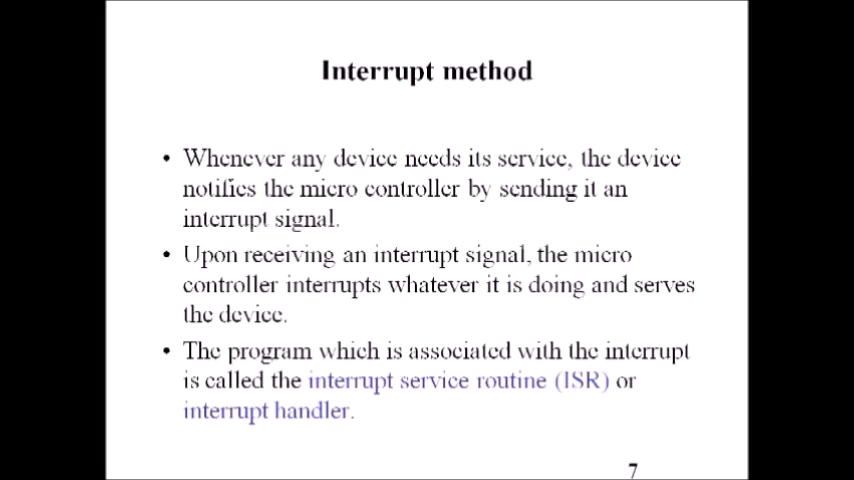 Interrupt method
• Whenever any device needs its service, the device
notifies the micro controller by sending it an
interrupt signal.
• Upon receiving an interrupt signal, the micro
controller interrupts whatever it is doing and serves
the device.
• The program which is associated with the interrupt
is called the interrupt service routine (ISR) or
interrupt handler.
7